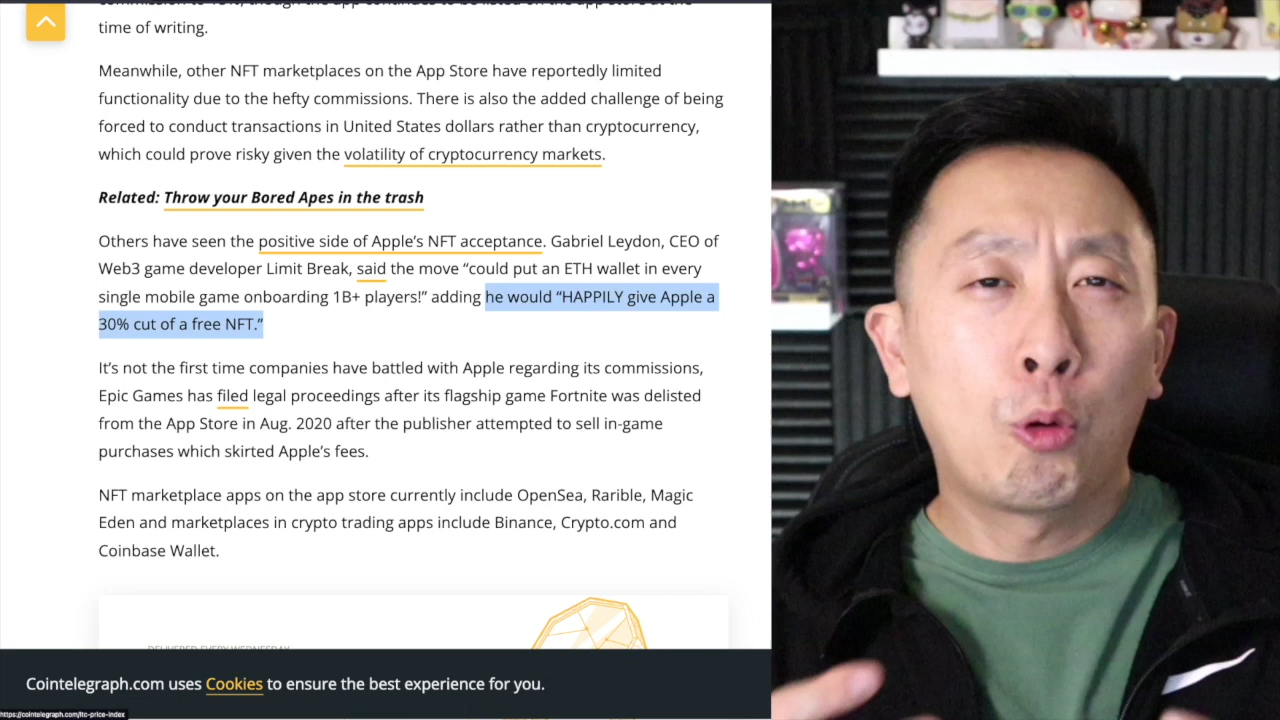 time of writing.
Meanwhile, other NFT marketplaces on the App Store have reportedly limited
functionality due to the hefty commissions. There is also the added challenge of being
forced to conduct transactions in United States dollars rather than cryptocurrency,
which could prove risky given the volatility of cryptocurrency markets.
Related: Throw your Bored Apes in the trash
Others have seen the positive side of Apple’s NFT acceptance. Gabriel Leydon, CEO of
Web3 game developer Limit Break, said the move “could put an ETH wallet in every
single mobile game onboarding 1B+ players!” adding he would “HAPPILY give Apple a
30% cut of a free NFT.”
It’s not the first time companies have battled with Apple regarding its commissions,
Epic Games has filed legal proceedings after its flagship game Fortnite was delisted
from the App Store in Aug. 2020 after the publisher attempted to sell in-game
purchases which skirted Apple’s fees.
NFT marketplace apps on the app store currently include OpenSea, Rarible, Magic
Eden and marketplaces in crypto trading apps include Binance, Crypto.com and
Coinbase Wallet.
Cointelegraph.com uses Cookies to ensure the best experience for you.
https://cointelegraph.com/ltc-price-index